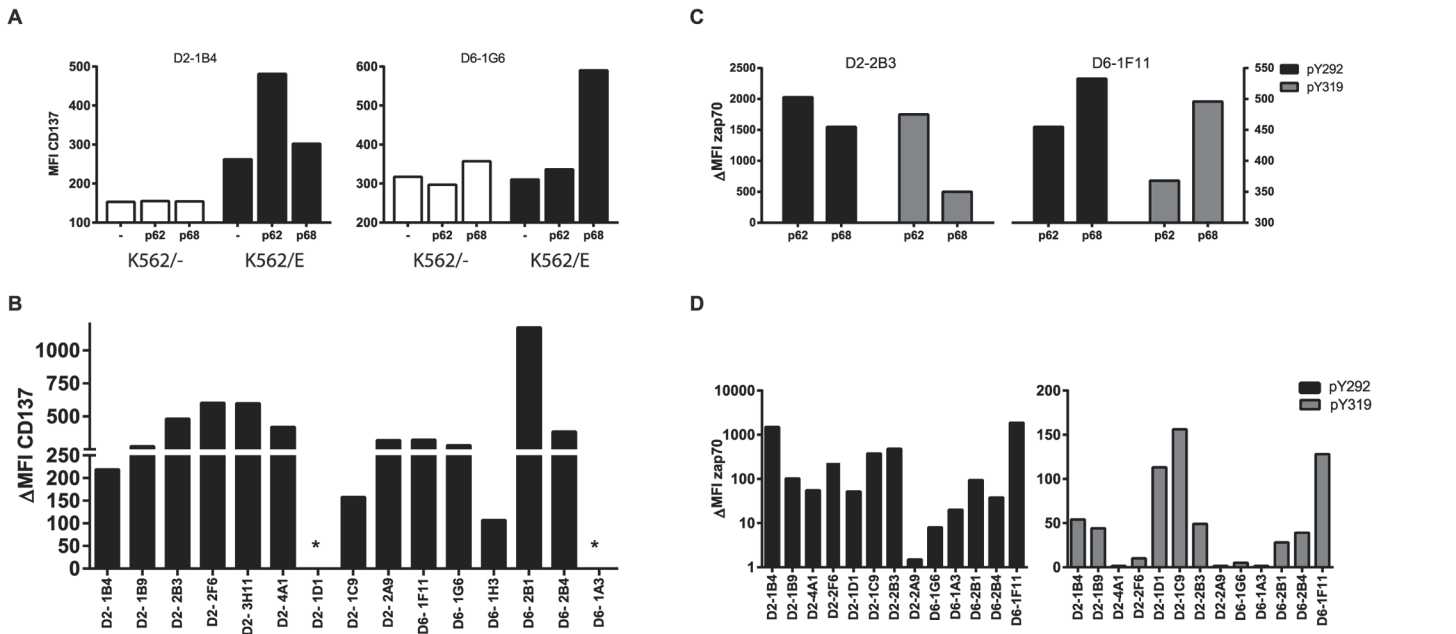 A
D2-1B4
D6-1G6
MFI CD137
500
400
300
200
100
600
500
400
300
200
- p62 p68 - p62 p68
K562/- K562/E
- p62 p68 - p62 p68
K562/- K562/E
C
D2-2B3
D6-1F11
pY292
pY319
ΔMFI zap70
2500
2000
1500
1000
500
0
550
500
450
400
350
300
p62 p68 p62 p68
p62 p68 p62 p68
B
ΔMFI CD137
1000
750
500
250
200
150
100
50
0
* *
D2- 1B4
D2- 1B9
D2- 2B3
D2- 2F6
D2- 3H11
D2- 4A1
D2- 1D1
D2- 1C9
D2- 2A9
D6- 1F11
D6- 1G6
D6- 1H3
D6- 2B1
D6- 2B4
D6- 1A3
D
pY292
pY319
ΔMFI zap70
10000
1000
100
10
1
D2-1B4
D2-1B9
D2-4A1
D2-2F6
D2-1D1
D2-1C9
D2-2B3
D2-2A9
D6-1G6
D6-1A3
D6-2B1
D6-2B4
D6-1F11
200
150
100
50
0
D2-1B4
D2-1B9
D2-4A1
D2-2F6
D2-1D1
D2-1C9
D2-2B3
D2-2A9
D6-1G6
D6-1A3
D6-2B1
D6-2B4
D6-1F11